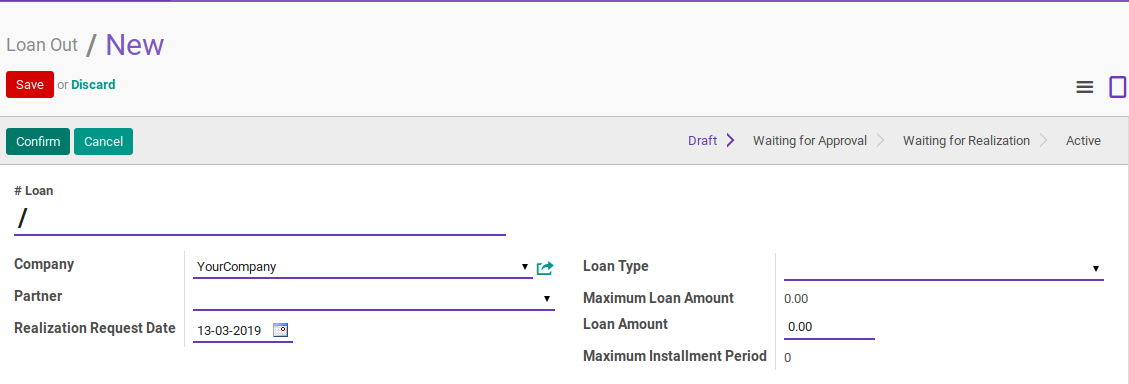 Loan Out / New
Save or Discard
Confirm Cancel Draft Waiting for Approval Waiting for Realization Active
# Loan
/
Company YourCompany Loan Type
Partner Maximum Loan Amount 0.00
Realization Request Date 13-03-2019 Loan Amount 0.00
Maximum Installment Period 0